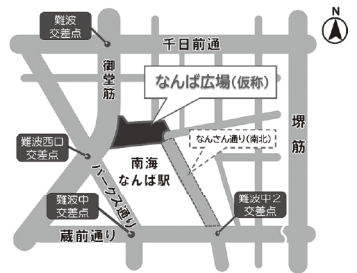 N
難波
交差点
千日前通
御堂筋
なんば広場(仮称)
堺筋
なんさん通り(南北)
難波西口
交差点
南海
なんば駅
パークス通り
難波中
交差点
難波中2
交差点
蔵前通り